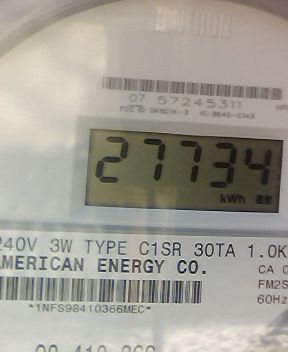 07 57245311
27734
kWh
240V 3W TYPE C1SR 30TA 1.0K
AMERICAN ENERGY CO.
CA 0
FM2S
60Hz
*1NFS98410366MEC*